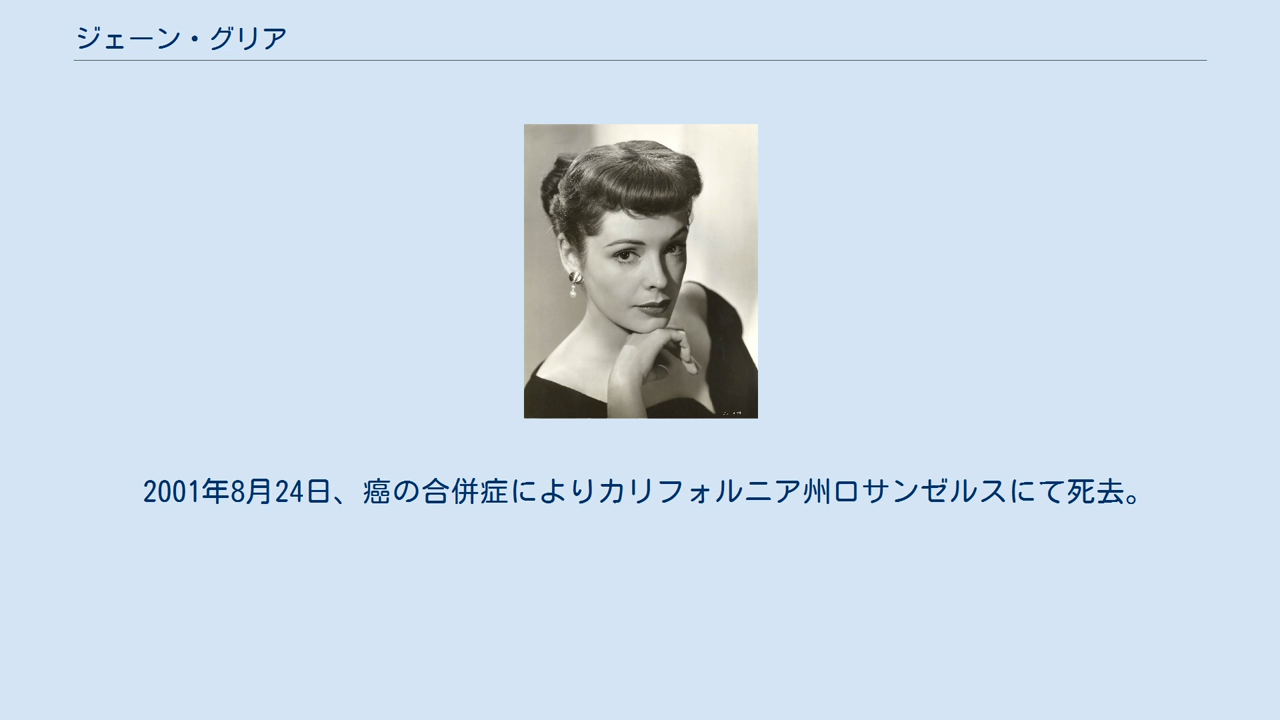 ジェーン・グリア
2001年8月24日、癌の合併症によりカリフォルニア州ロサンゼルスにて死去。